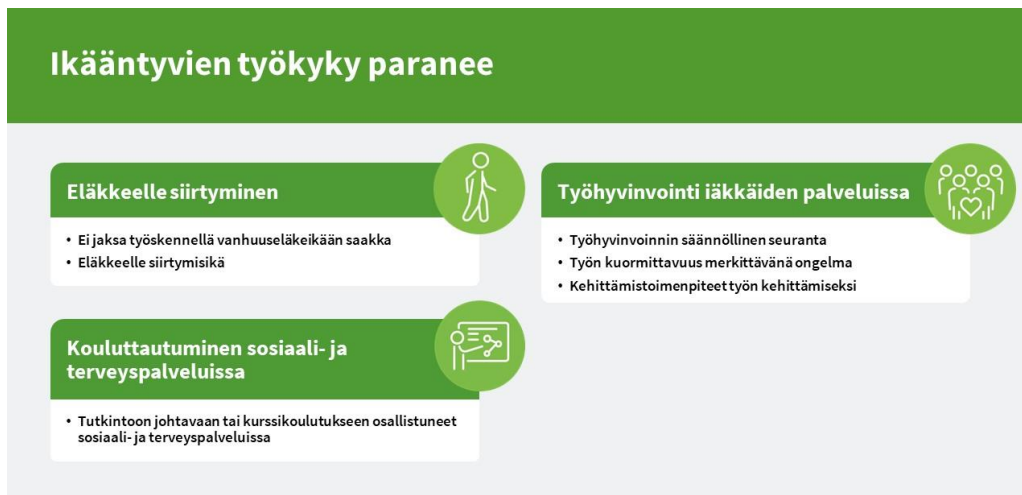 Ikääntyvien työkyky paranee
Eläkkeelle siirtyminen
• Ei jaksa työskennellä vanhuuseläkeikään saakka
• Eläkkeelle siirtymisikä
Työhyvinvointi iäkkäiden palveluissa
• Työhyvinvoinnin säännöllinen seuranta
• Työn kuormittavuus merkittävänä ongelma
• Kehittämistoimenpiteet työn kehittämiseksi
Kouluttautuminen sosiaali- ja
terveyspalveluissa
• Tutkintoon johtavaan tai kurssikoulutukseen osallistuneet
sosiaali- ja terveyspalveluissa